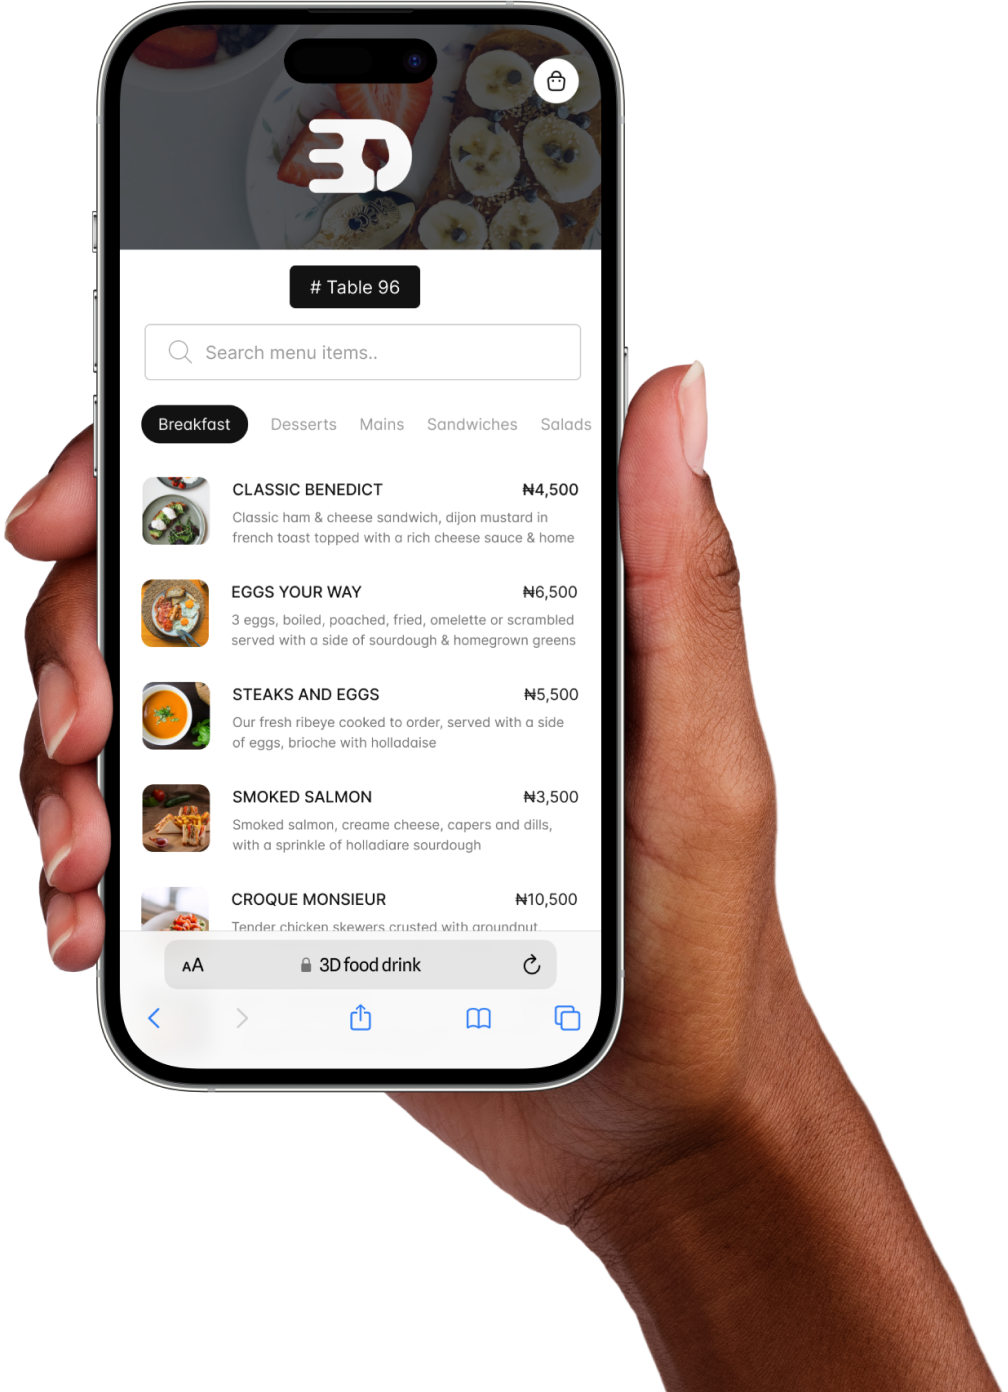 3D
# Table 96
Search menu items..
Breakfast Desserts Mains Sandwiches Salads
CLASSIC BENEDICT ₦4,500
Classic ham & cheese sandwich, dijon mustard in
french toast topped with a rich cheese sauce & home
EGGS YOUR WAY ₦6,500
3 eggs, boiled, poached, fried, omelette or scrambled
served with a side of sourdough & homegrown greens
STEAKS AND EGGS ₦5,500
Our fresh ribeye cooked to order, served with a side
of eggs, brioche with holladaise
SMOKED SALMON ₦3,500
Smoked salmon, creame cheese, capers and dills,
with a sprinkle of holladiare sourdough
CROQUE MONSIEUR ₦10,500
Tender chicken skewers crusted with groundnut,
AA 3D food drink